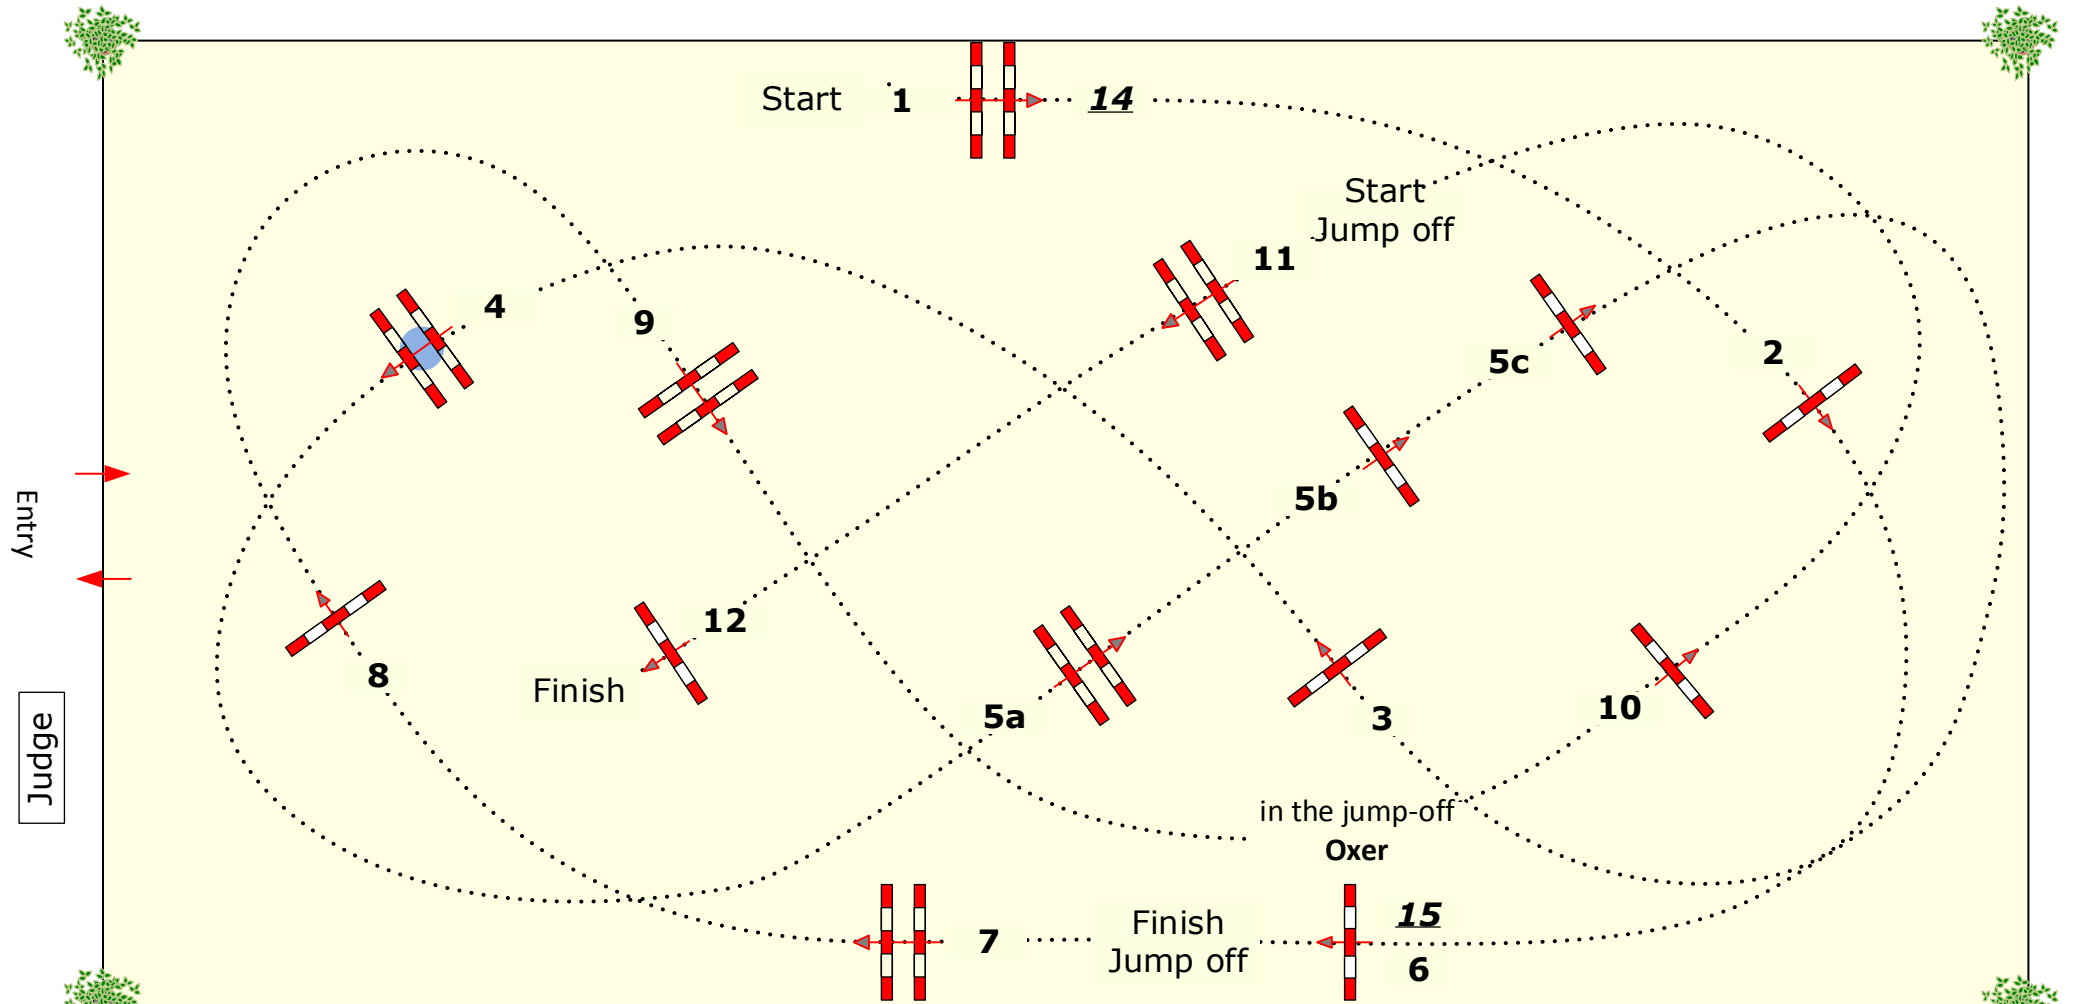 Start
1
14
Start
Jump off
11
4
9
5c
2
Entry
5b
12
8
Finish
5a
3
10
Judge
in the jump-off
Oxer
15
Finish
Jump off
7
6